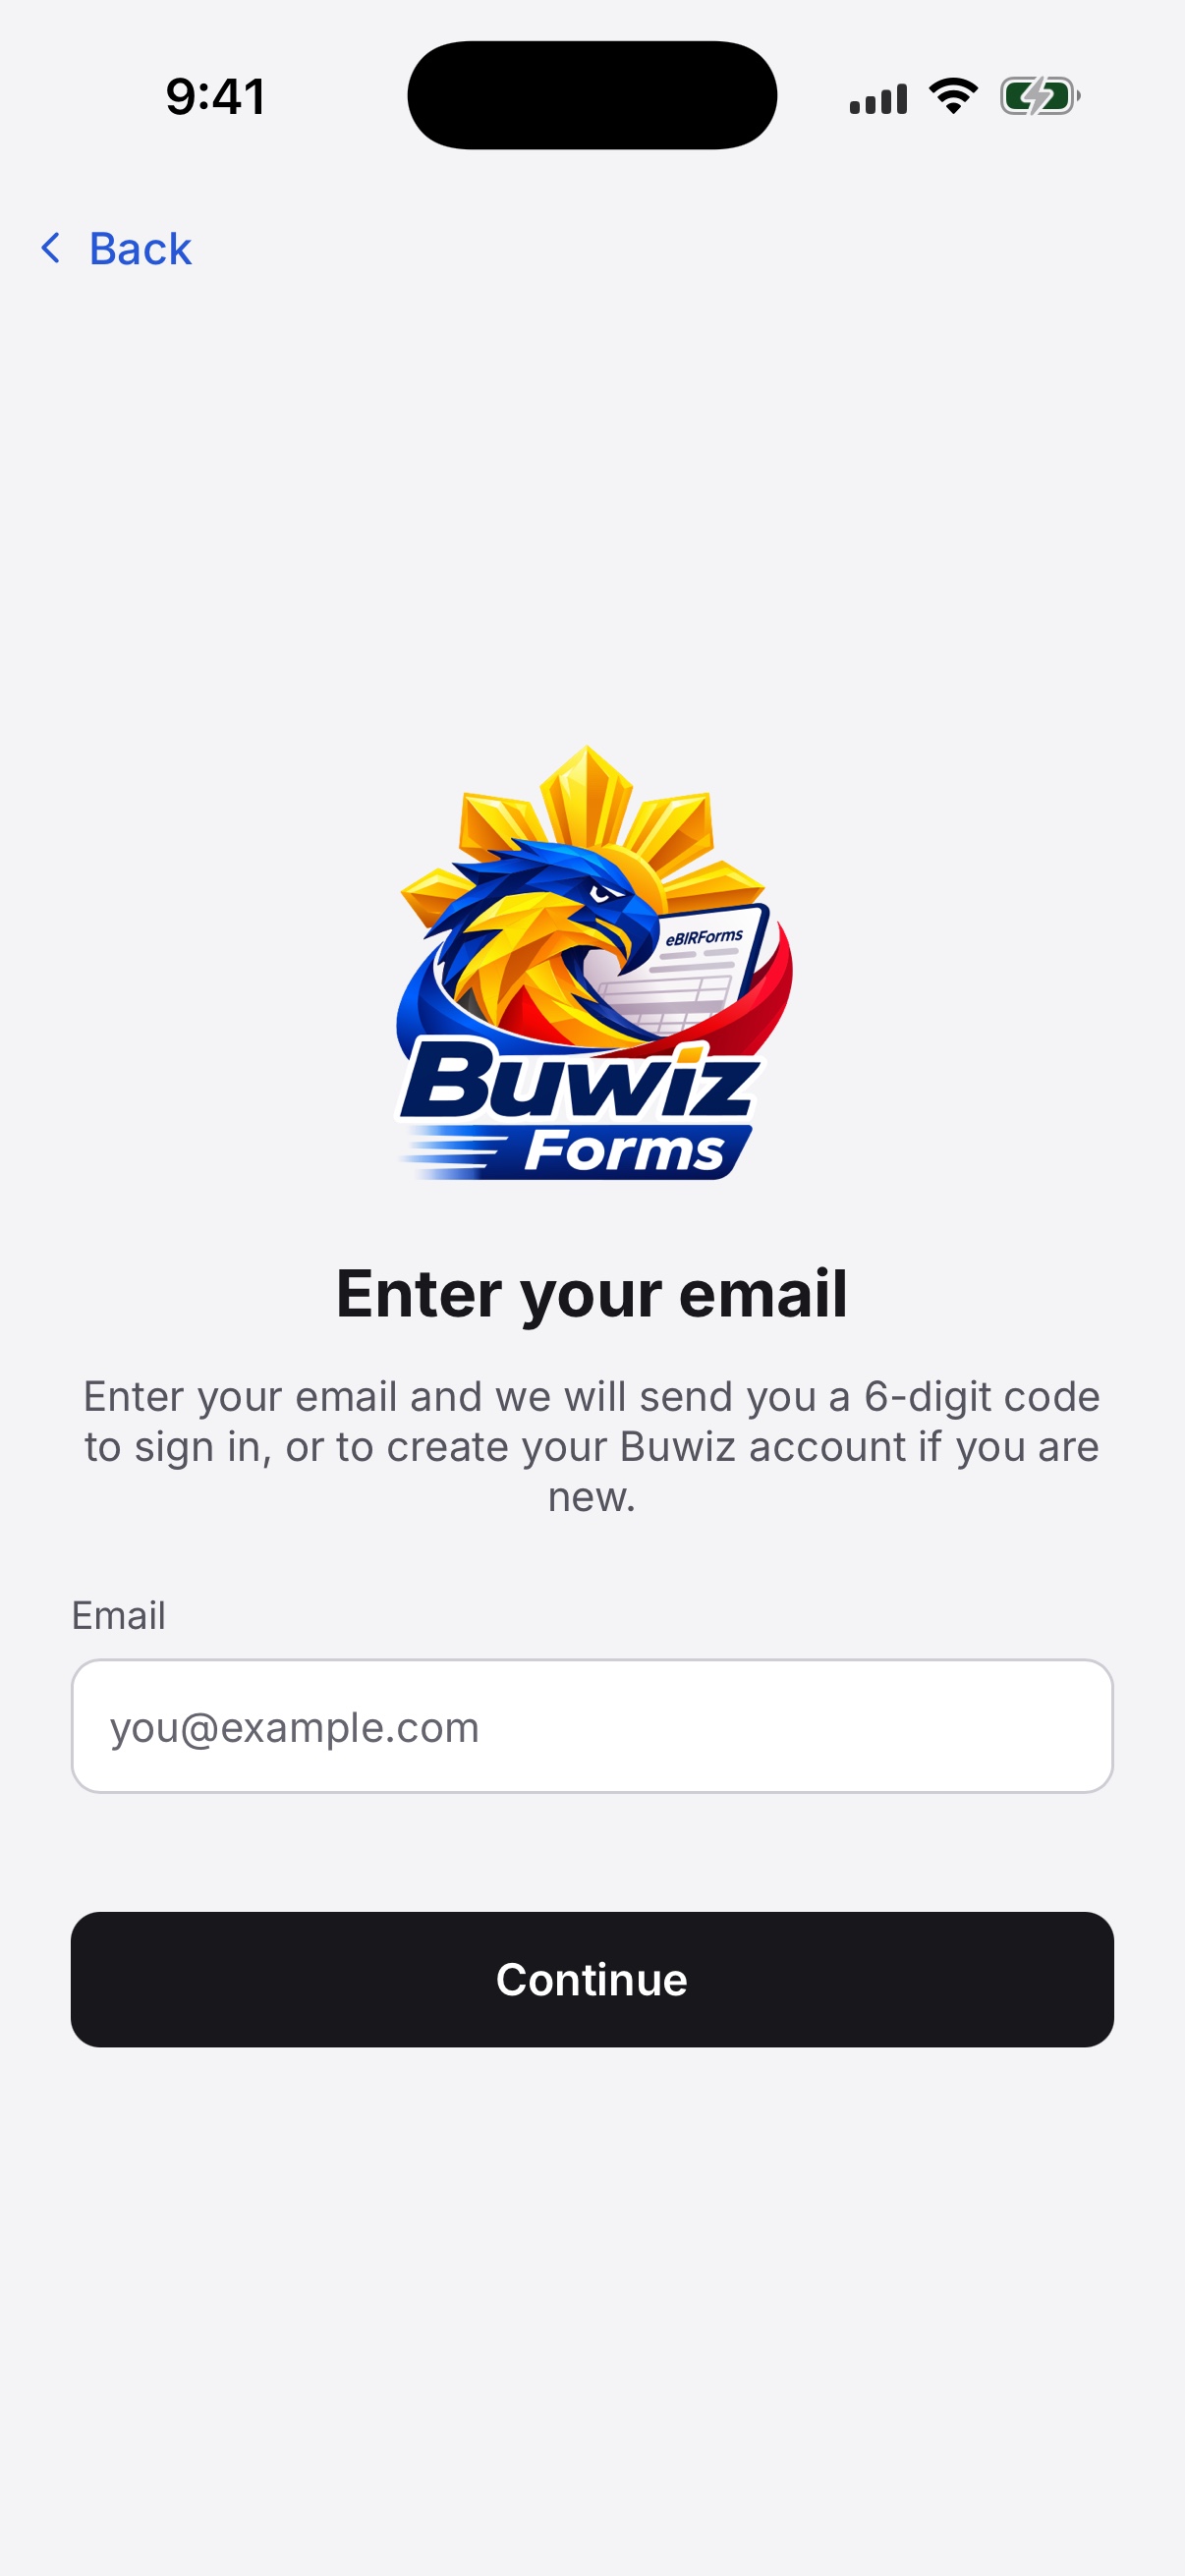 9:41
Back
eBIRForms
Buwiz
Forms
Enter your email
Enter your email and we will send you a 6-digit code
to sign in, or to create your Buwiz account if you are
new.
Email
you@example.com
Continue